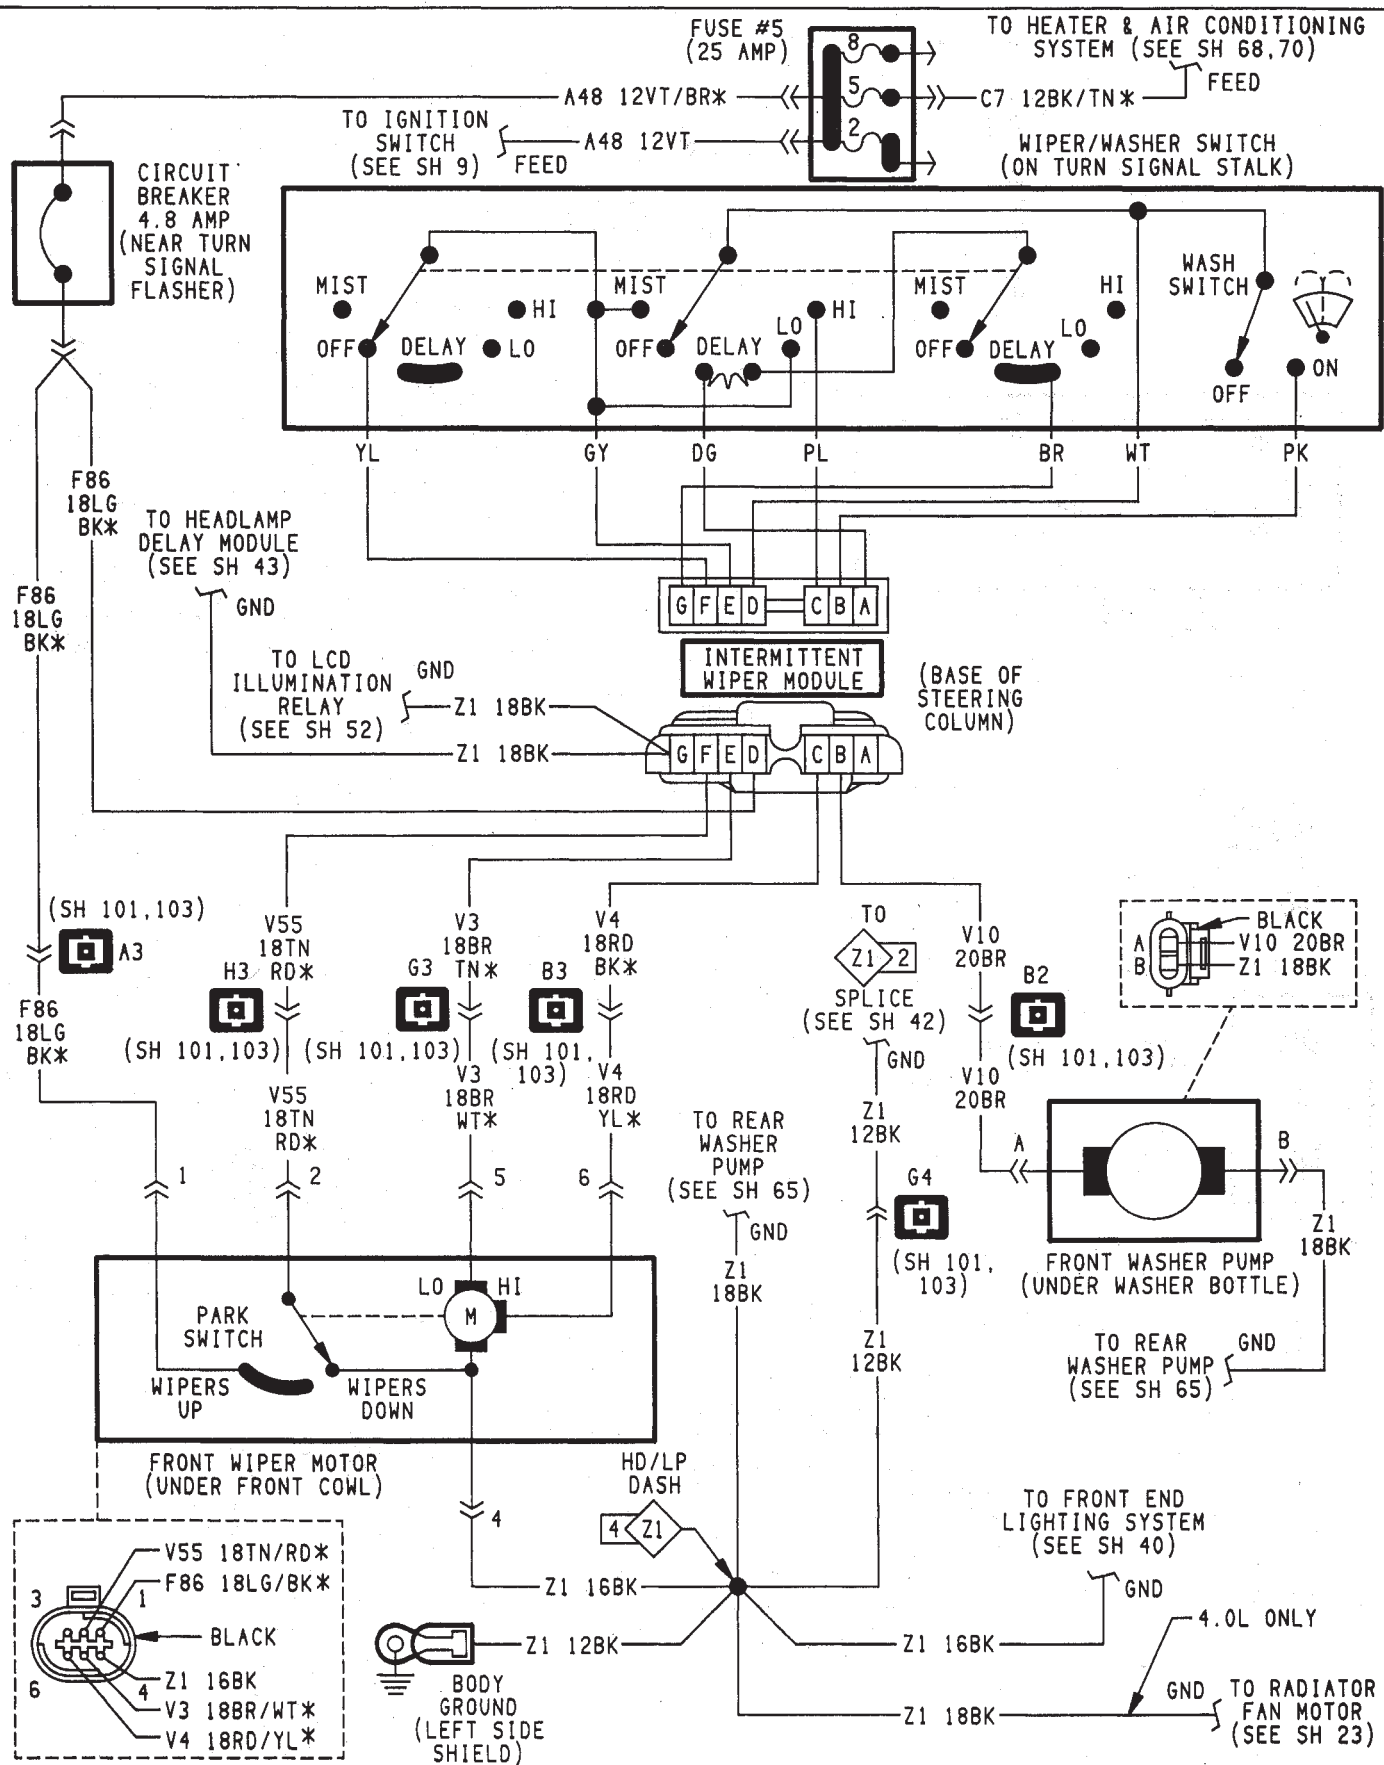 FUSE #5
(25 AMP)
8
5
2
TO HEATER & AIR CONDITIONING
SYSTEM (SEE SH 68,70)
FEED
A48 12VT/BR*
C7 12BK/TN*
TO IGNITION
SWITCH
(SEE SH 9)
FEED
A48 12VT
WIPER/WASHER SWITCH
(ON TURN SIGNAL STALK)
CIRCUIT
BREAKER
4.8 AMP
(NEAR TURN
SIGNAL
FLASHER)
MIST
HI
OFF
DELAY
LO
MIST
HI
LO
OFF
DELAY
MIST
HI
LO
OFF
DELAY
WASH
SWITCH
OFF
ON
YL
GY
DG
PL
BR
WT
PK
F86
18LG
BK*
F86
18LG
BK*
TO HEADLAMP
DELAY MODULE
(SEE SH 43)
GND
G F E D C B A
INTERMITTENT
WIPER MODULE
(BASE OF
STEERING
COLUMN)
TO LCD
ILLUMINATION
RELAY
(SEE SH 52)
GND
Z1 18BK
Z1 18BK
G F E D C B A
(SH 101,103)
A3
F86
18LG
BK*
V55
18TN
RD*
H3
(SH 101,103)
V55
18TN
RD*
V3
18BR
TN*
G3
(SH 101,103)
V3
18BR
WT*
V4
18RD
BK*
B3
(SH 101,
103)
V4
18RD
YL*
TO
Z1 2
SPLICE
(SEE SH 42)
GND
Z1
12BK
V10
20BR
B2
(SH 101,103)
V10
20BR
BLACK
A
B
V10 20BR
Z1 18BK
TO REAR
WASHER
PUMP
(SEE SH 65)
GND
Z1
18BK
G4
(SH 101,
103)
Z1
12BK
A
B
Z1
18BK
FRONT WASHER PUMP
(UNDER WASHER BOTTLE)
TO REAR
WASHER PUMP
(SEE SH 65)
GND
1
2
5
6
LO
HI
M
PARK
SWITCH
WIPERS
UP
WIPERS
DOWN
FRONT WIPER MOTOR
(UNDER FRONT COWL)
4
HD/LP
DASH
4 Z1
TO FRONT END
LIGHTING SYSTEM
(SEE SH 40)
GND
V55 18TN/RD*
F86 18LG/BK*
3
1
BLACK
6
4
Z1 16BK
V3 18BR/WT*
V4 18RD/YL*
Z1 16BK
Z1 12BK
BODY
GROUND
(LEFT SIDE
SHIELD)
Z1 16BK
4.0L ONLY
Z1 18BK
GND
TO RADIATOR
FAN MOTOR
(SEE SH 23)